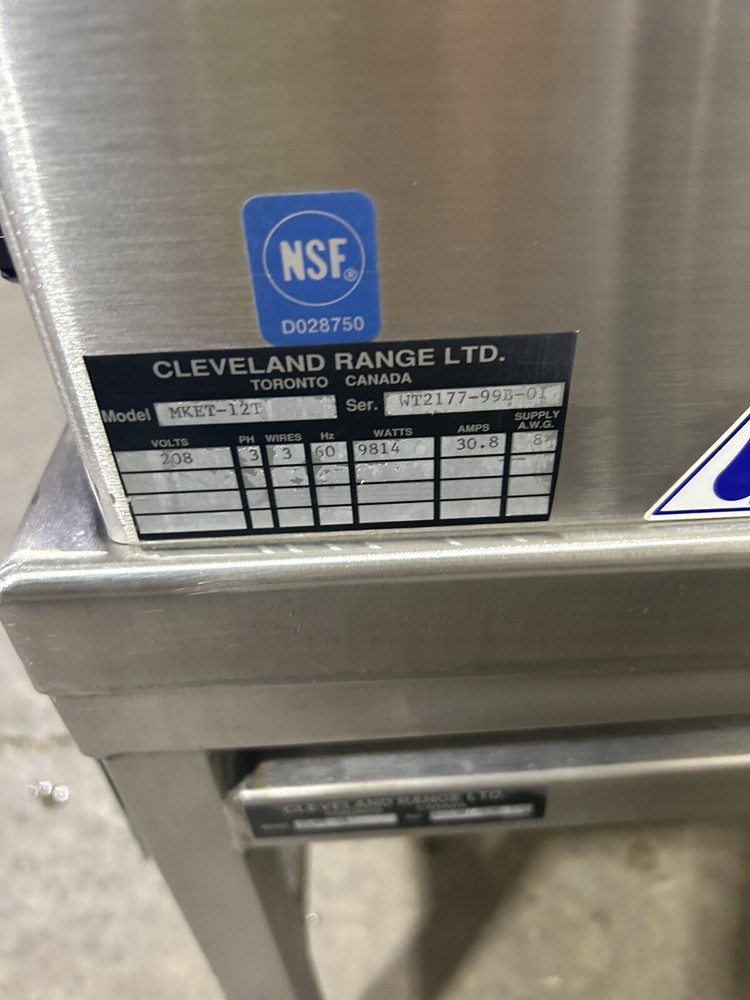 NSF®
D028750
CLEVELAND RANGE LTD.
TORONTO CANADA
Model MKET-12T Ser. WT2177-99B-01
VOLTS PH WIRES Hz WATTS AMPS SUPPLY A.W.G.
208 3 3 60 9814 30.8 8
CLEVELAND RANGE LTD.